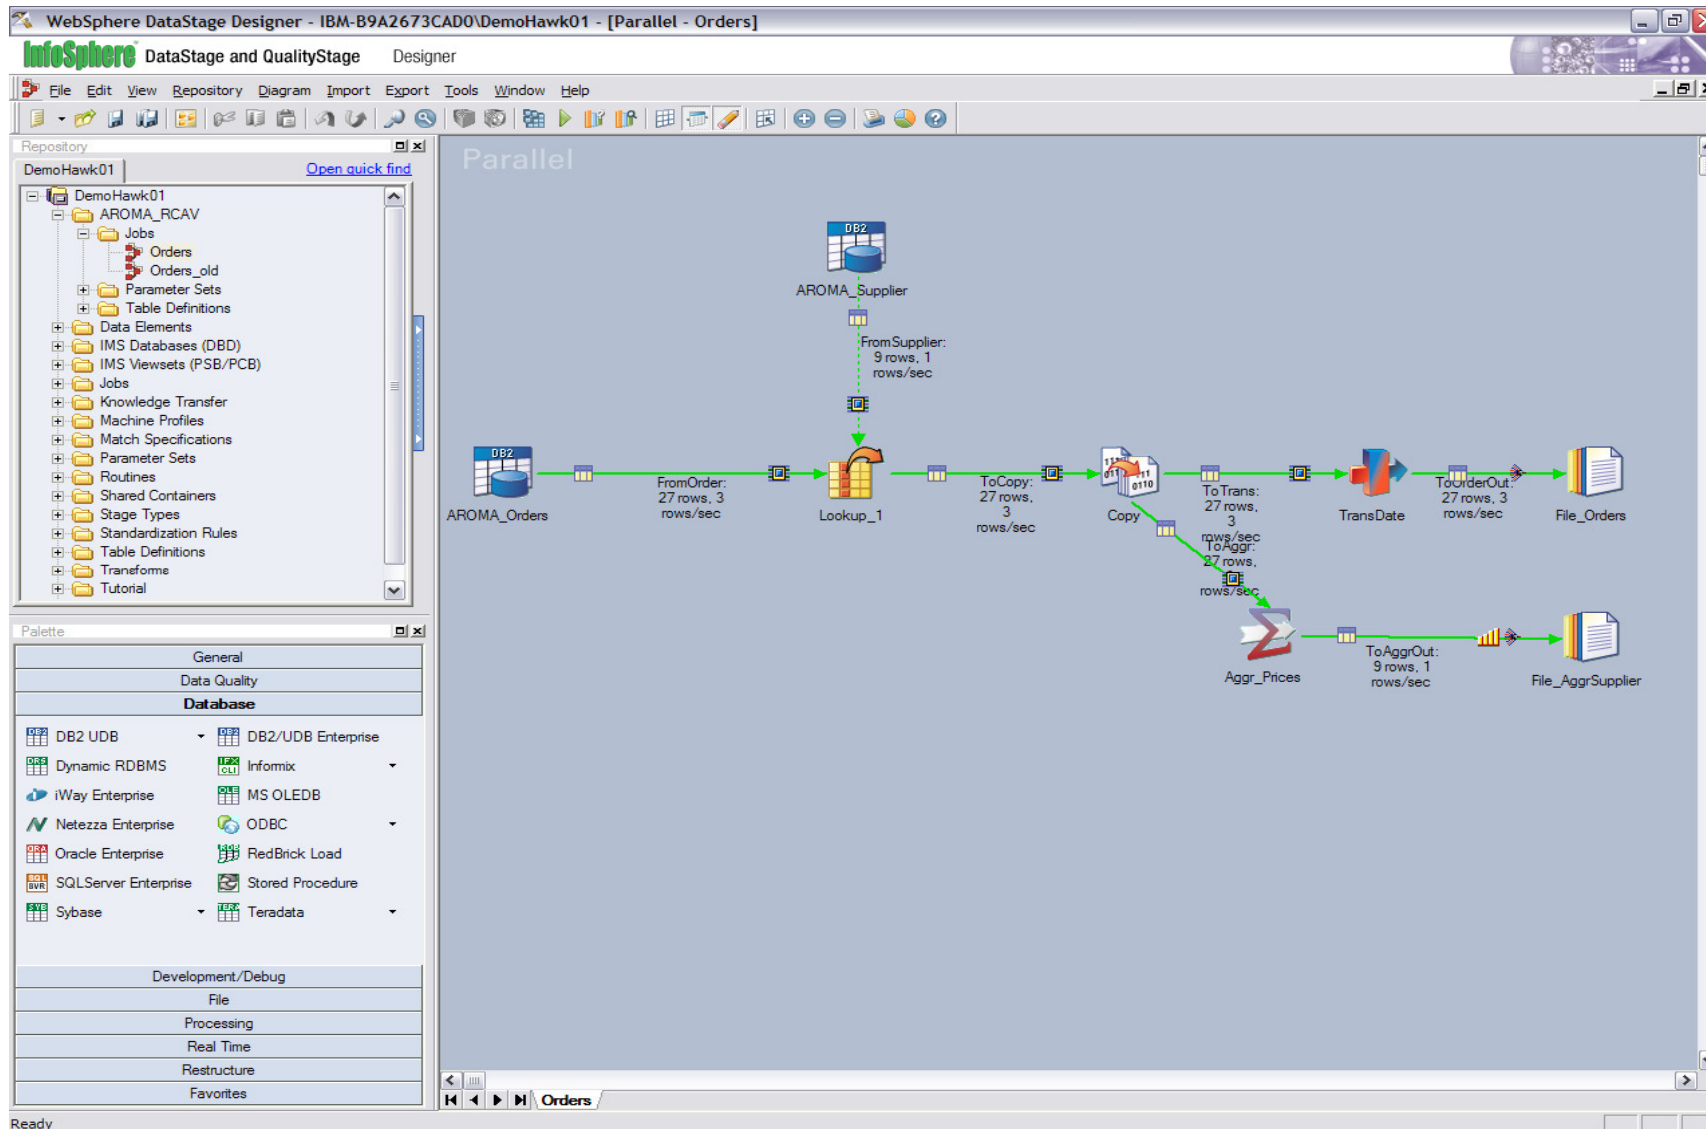 WebSphere DataStage Designer - IBM-B9A2673CAD0\DemoHawk01 - [Parallel - Orders]
InfoSphere DataStage and QualityStage Designer
File Edit View Repository Diagram Import Export Tools Window Help
Repository
DemoHawk01 Open quick find
DemoHawk01
AROMA_RCAV
Jobs
Orders
Orders_old
Parameter Sets
Table Definitions
Data Elements
IMS Databases (DBD)
IMS Viewsets (PSB/PCB)
Jobs
Knowledge Transfer
Machine Profiles
Match Specifications
Parameter Sets
Routines
Shared Containers
Stage Types
Standardization Rules
Table Definitions
Transforms
Tutorial
Palette
General
Data Quality
Database
DB2 UDB DB2/UDB Enterprise
Dynamic RDBMS Informix
iWay Enterprise MS OLEDB
Netezza Enterprise ODBC
Oracle Enterprise RedBrick Load
SQLServer Enterprise Stored Procedure
Sybase Teradata
Development/Debug
File
Processing
Real Time
Restructure
Favorites
Parallel
DB2
AROMA_Supplier
FromSupplier:
9 rows, 1
rows/sec
DB2
AROMA_Orders
FromOrder:
27 rows, 3
rows/sec
Lookup_1
ToCopy:
27 rows,
3
rows/sec
Copy
ToTrans:
27 rows,
3
rows/sec
TransDate
ToOrderOut:
27 rows, 3
rows/sec
File_Orders
ToAggr:
27 rows,
rows/sec
Aggr_Prices
ToAggrOut:
9 rows, 1
rows/sec
File_AggrSupplier
Orders
Ready